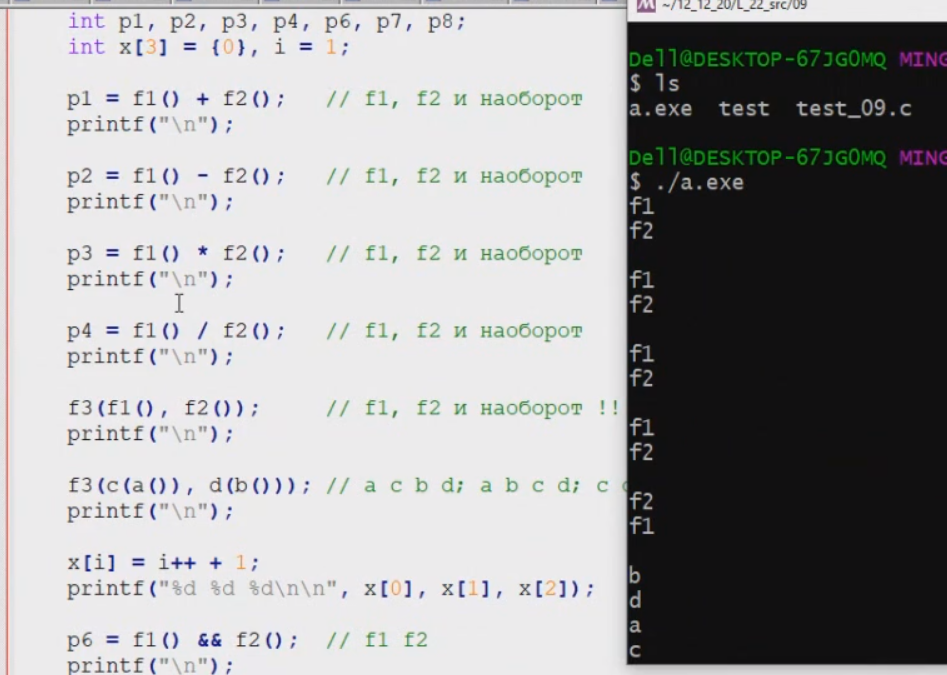 int p1, p2, p3, p4, p6, p7, p8;
int x[3] = {0}, i = 1;
p1 = f1() + f2();   // f1, f2 и наоборот
printf("\n");
p2 = f1() - f2();   // f1, f2 и наоборот
printf("\n");
p3 = f1() * f2();   // f1, f2 и наоборот
printf("\n");
p4 = f1() / f2();   // f1, f2 и наоборот
printf("\n");
f3(f1(), f2());     // f1, f2 и наоборот !!
printf("\n");
f3(c(a()), d(b())); // a c b d; a b c d; c
printf("\n");
x[i] = i++ + 1;
printf("%d %d %d\n\n", x[0], x[1], x[2]);
p6 = f1() && f2();  // f1 f2
printf("\n");
~/12_12_20/L_22_src/09
Dell@DESKTOP-67JG0MQ MING
$ ls
a.exe  test  test_09.c
Dell@DESKTOP-67JG0MQ MING
$ ./a.exe
f1
f2
f1
f2
f1
f2
f1
f2
f2
f1
b
d
a
c